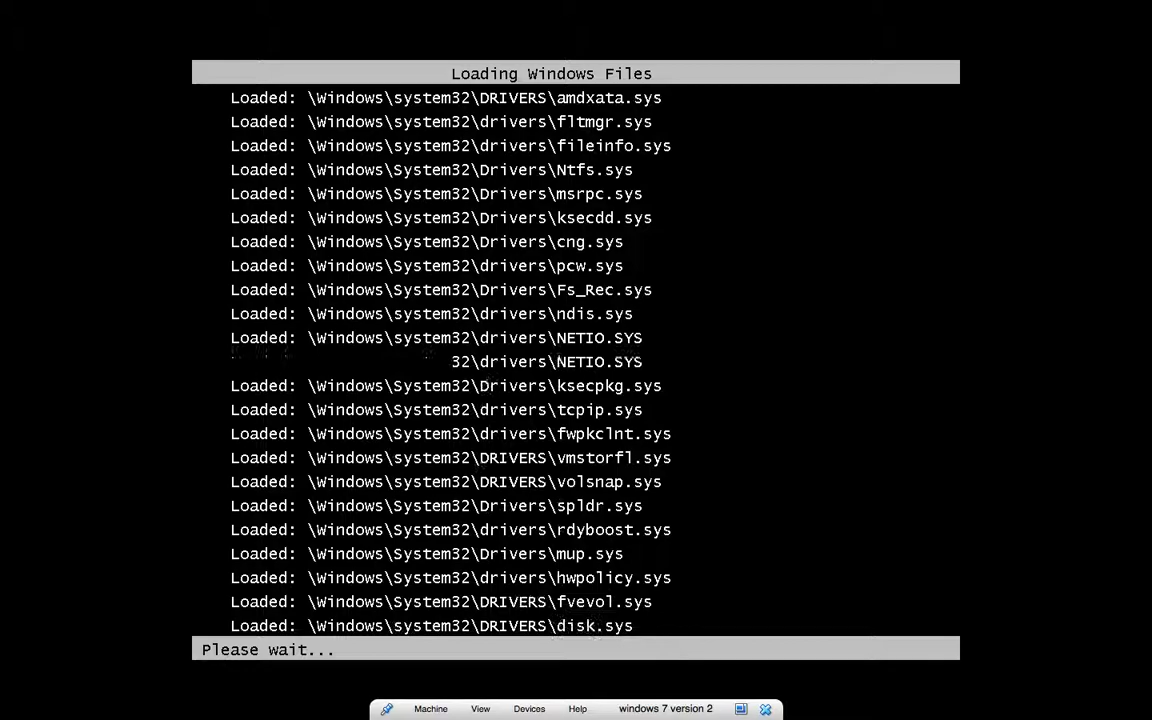 Loading Windows Files
Loaded: \Windows\system32\DRIVERS\amdxata.sys
Loaded: \Windows\system32\drivers\fltmgr.sys
Loaded: \Windows\system32\drivers\fileinfo.sys
Loaded: \Windows\System32\Drivers\Ntfs.sys
Loaded: \Windows\System32\Drivers\msrpc.sys
Loaded: \Windows\System32\Drivers\ksecdd.sys
Loaded: \Windows\System32\Drivers\cng.sys
Loaded: \Windows\System32\drivers\pcw.sys
Loaded: \Windows\System32\Drivers\Fs_Rec.sys
Loaded: \Windows\system32\drivers\ndis.sys
Loaded: \Windows\system32\drivers\NETIO.SYS
32\drivers\NETIO.SYS
Loaded: \Windows\System32\Drivers\ksecpkg.sys
Loaded: \Windows\System32\drivers\tcpip.sys
Loaded: \Windows\System32\drivers\fwpkclnt.sys
Loaded: \Windows\system32\DRIVERS\vmstorfl.sys
Loaded: \Windows\system32\DRIVERS\volsnap.sys
Loaded: \Windows\System32\Drivers\spldr.sys
Loaded: \Windows\System32\drivers\rdyboost.sys
Loaded: \Windows\System32\Drivers\mup.sys
Loaded: \Windows\System32\drivers\hwpolicy.sys
Loaded: \Windows\System32\DRIVERS\fvevol.sys
Loaded: \Windows\system32\DRIVERS\disk.sys
Please wait...
Machine View Devices Help windows 7 version 2